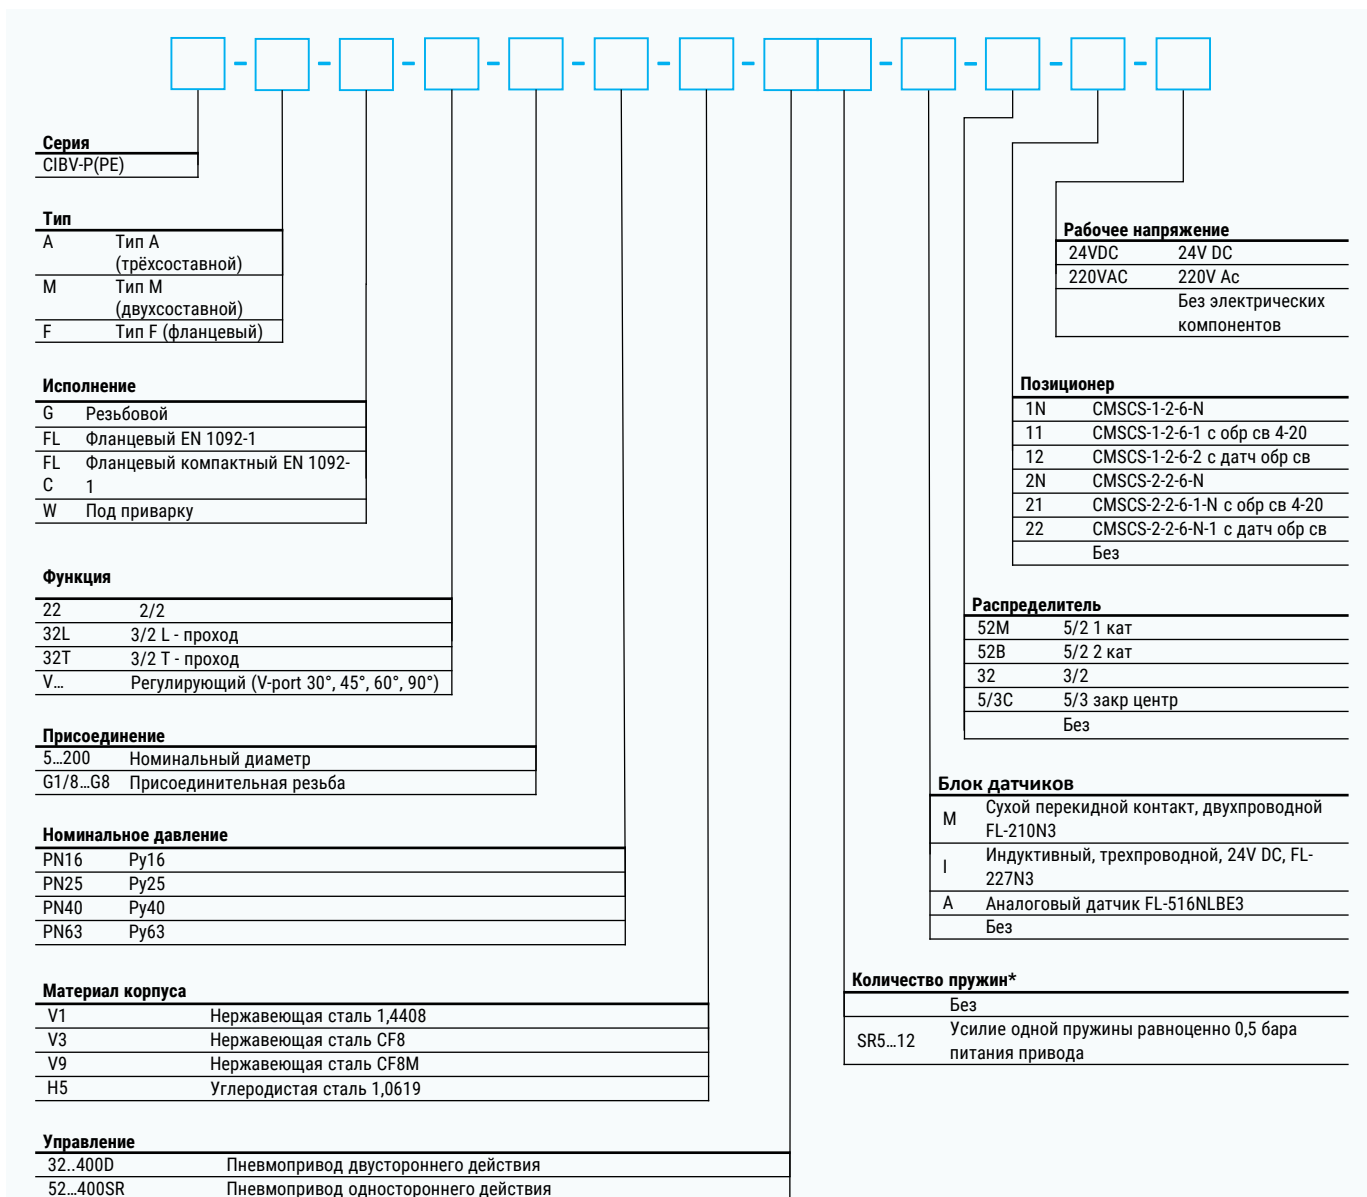 Серия
CIBV-P(PE)
Тип
A Тип A
(трёхсоставной)
M Тип M
(двухсоставной)
F Тип F (фланцевый)
Исполнение
G Резьбовой
FL Фланцевый EN 1092-1
FL Фланцевый компактный EN 1092-
C 1
W Под приварку
Функция
22 2/2
32L 3/2 L - проход
32T 3/2 T - проход
V... Регулирующий (V-port 30°, 45°, 60°, 90°)
Присоединение
5...200 Номинальный диаметр
G1/8...G8 Присоединительная резьба
Номинальное давление
PN16 Py16
PN25 Py25
PN40 Py40
PN63 Py63
Материал корпуса
V1 Нержавеющая сталь 1,4408
V3 Нержавеющая сталь CF8
V9 Нержавеющая сталь CF8M
H5 Углеродистая сталь 1,0619
Управление
32..400D Пневмопривод двустороннего действия
52...400SR Пневмопривод одностороннего действия
Рабочее напряжение
24VDC 24V DC
220VAC 220V Ac
Без электрических
компонентов
Позиционер
1N CMSCS-1-2-6-N
11 CMSCS-1-2-6-1 с обр св 4-20
12 CMSCS-1-2-6-2 с датч обр св
2N CMSCS-2-2-6-N
21 CMSCS-2-2-6-1-N с обр св 4-20
22 CMSCS-2-2-6-N-1 с датч обр св
Без
Распределитель
52M 5/2 1 кат
52B 5/2 2 кат
32 3/2
5/3C 5/3 закр центр
Без
Блок датчиков
M Сухой перекидной контакт, двухпроводной
FL-210N3
I Индуктивный, трехпроводной, 24V DC, FL-
227N3
A Аналоговый датчик FL-516NLBE3
Без
Количество пружин*
Без
SR5...12 Усилие одной пружины равноценно 0,5 бара
питания привода